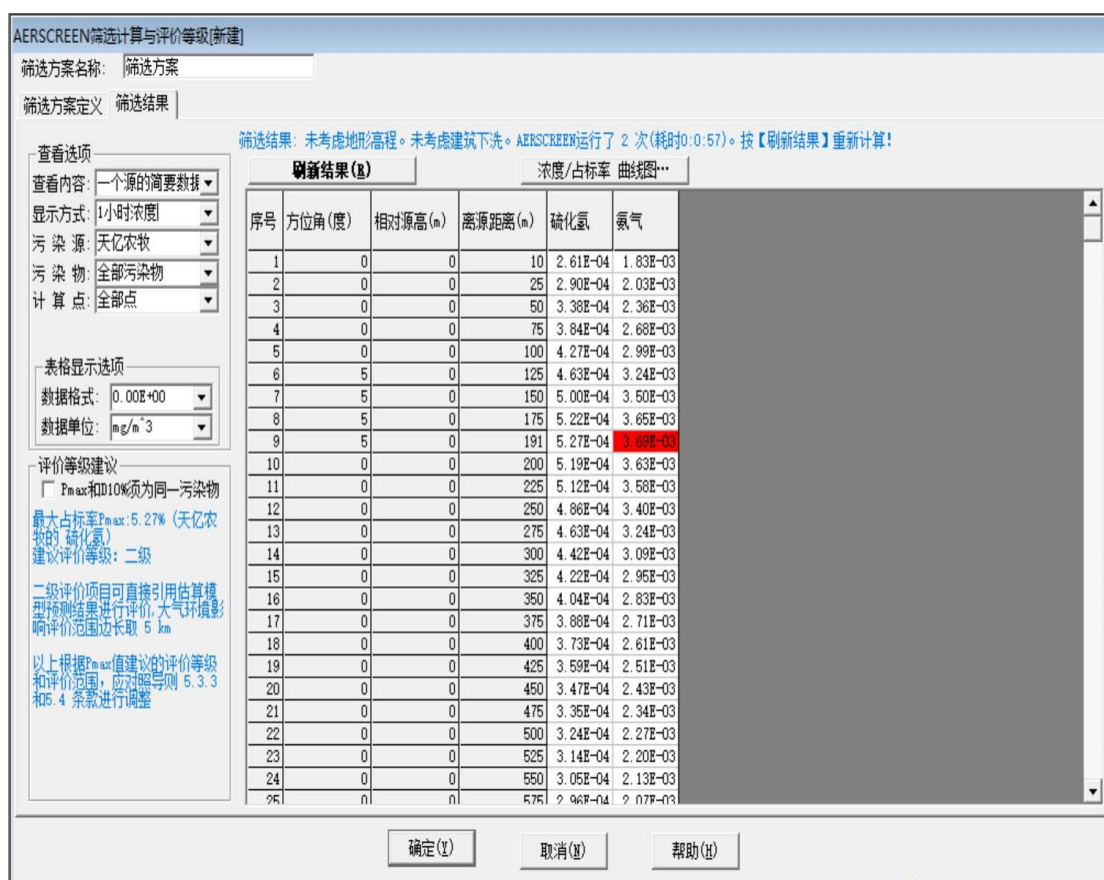 AERSCREEN筛选计算与评价等级[新建]
筛选方案名称: 筛选方案
筛选方案定义 筛选结果
筛选结果: 未考虑地形高程。未考虑建筑下洗。AERSCREEN运行了 2 次(耗时0:0:57)。按【刷新结果】重新计算!
刷新结果(R) 浓度/占标率 曲线图…
查看选项
查看内容: 一个源的简要数据
显示方式: 1小时浓度
污 染 源: 天亿农牧
污 染 物: 全部污染物
计 算 点: 全部点
表格显示选项
数据格式: 0.00E+00
数据单位: mg/m^3
评价等级建议
Pmax和D10%须为同一污染物
最大占标率Pmax:5.27% (天亿农
牧的 硫化氢)
建议评价等级: 二级
二级评价项目可直接引用估算模
型预测结果进行评价,大气环境影
响评价范围边长取 5 km
以上根据Pmax值建议的评价等级
和评价范围, 应对照导则 5.3.3
和5.4 条款进行调整
序号 方位角(度) 相对源高(m) 离源距离(m) 硫化氢 氨气
1 0 0 10 2.61E-04 1.83E-03
2 0 0 25 2.90E-04 2.03E-03
3 0 0 50 3.38E-04 2.36E-03
4 0 0 75 3.84E-04 2.68E-03
5 0 0 100 4.27E-04 2.99E-03
6 5 0 125 4.63E-04 3.24E-03
7 5 0 150 5.00E-04 3.50E-03
8 5 0 175 5.22E-04 3.65E-03
9 5 0 191 5.27E-04 3.69E-03
10 0 0 200 5.19E-04 3.63E-03
11 0 0 225 5.12E-04 3.58E-03
12 0 0 250 4.86E-04 3.40E-03
13 0 0 275 4.63E-04 3.24E-03
14 0 0 300 4.42E-04 3.09E-03
15 0 0 325 4.22E-04 2.95E-03
16 0 0 350 4.04E-04 2.83E-03
17 0 0 375 3.88E-04 2.71E-03
18 0 0 400 3.73E-04 2.61E-03
19 0 0 425 3.59E-04 2.51E-03
20 0 0 450 3.47E-04 2.43E-03
21 0 0 475 3.35E-04 2.34E-03
22 0 0 500 3.24E-04 2.27E-03
23 0 0 525 3.14E-04 2.20E-03
24 0 0 550 3.05E-04 2.13E-03
25 0 0 575 2.96E-04 2.07E-03
确定(Y) 取消(N) 帮助(H)